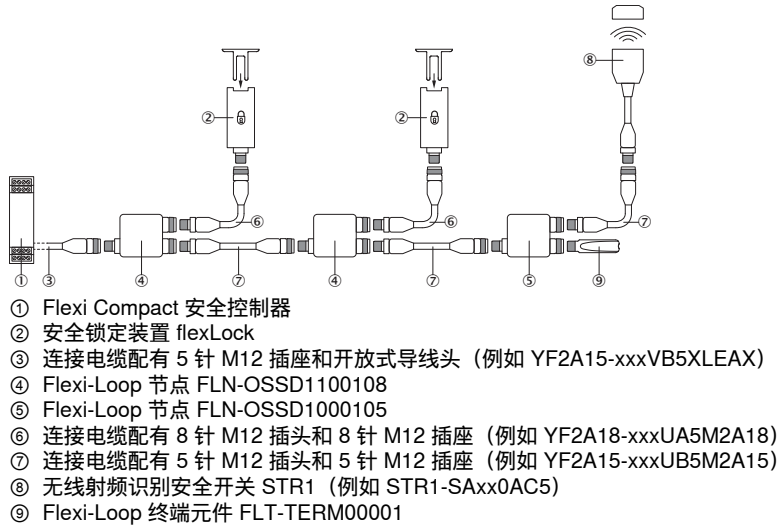 ⑧
② ②
⑥ ⑥ ⑦
① ③ ④ ⑦ ④ ⑦ ⑤ ⑨
① Flexi Compact 安全控制器
② 安全锁定装置 flexLock
③ 连接电缆配有 5 针 M12 插座和开放式导线头（例如 YF2A15-xxxVB5XLEAX）
④ Flexi-Loop 节点 FLN-OSSD1100108
⑤ Flexi-Loop 节点 FLN-OSSD1000105
⑥ 连接电缆配有 8 针 M12 插头和 8 针 M12 插座（例如 YF2A18-xxxUA5M2A18）
⑦ 连接电缆配有 5 针 M12 插头和 5 针 M12 插座（例如 YF2A15-xxxUB5M2A15）
⑧ 无线射频识别安全开关 STR1（例如 STR1-SAxx0AC5）
⑨ Flexi-Loop 终端元件 FLT-TERM00001